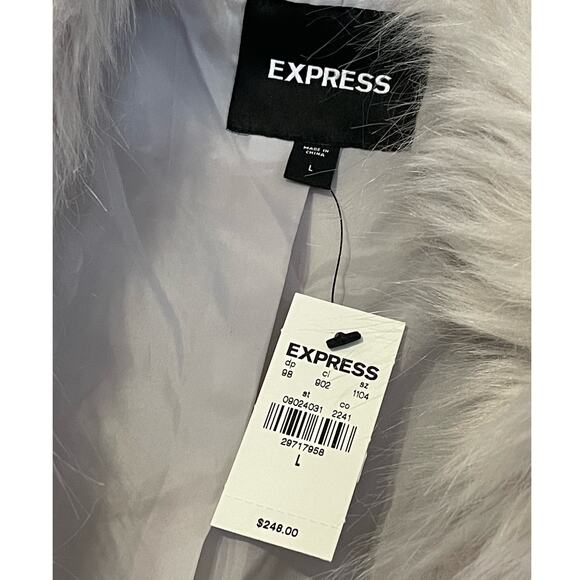 EXPRESS
MADE IN
CHINA
L
EXPRESS
dp cl sz
98 902 1104
st co
09024031 2241
29717958
L
$248.00